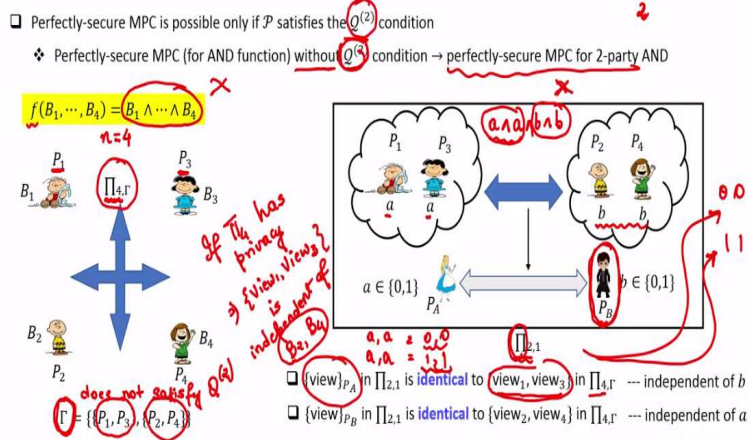 ❑ Perfectly-secure MPC is possible only if 𝒫 satisfies the Q^(2) condition
2
❖ Perfectly-secure MPC (for AND function) without Q^(2) condition → perfectly-secure MPC for 2-party AND
f(B₁, ⋯, B₄) = B₁ ∧ ⋯ ∧ B₄
×
n=4
P₁
P₃
B₁
Π₄,Γ
B₃
B₂
B₄
P₂
P₄
does not satisfy Q^(2)
Γ = {{P₁, P₃}, {P₂, P₄}}
If Π₄ has
privacy
⇒ {view₁, view₃}
is
independent of
B₂, B₄
×
a∧a ∧ b∧b
P₁
P₃
P₂
P₄
a
a
b
b
a ∈ {0,1}
P_A
P_B
b ∈ {0,1}
0 0
1 1
a, a = 0, 0
a, a = 1, 1
Π₂,₁
❑ {view}_P_A in Π₂,₁ is identical to {view₁, view₃} in Π₄,Γ --- independent of b
❑ {view}_P_B in Π₂,₁ is identical to {view₂, view₄} in Π₄,Γ --- independent of a